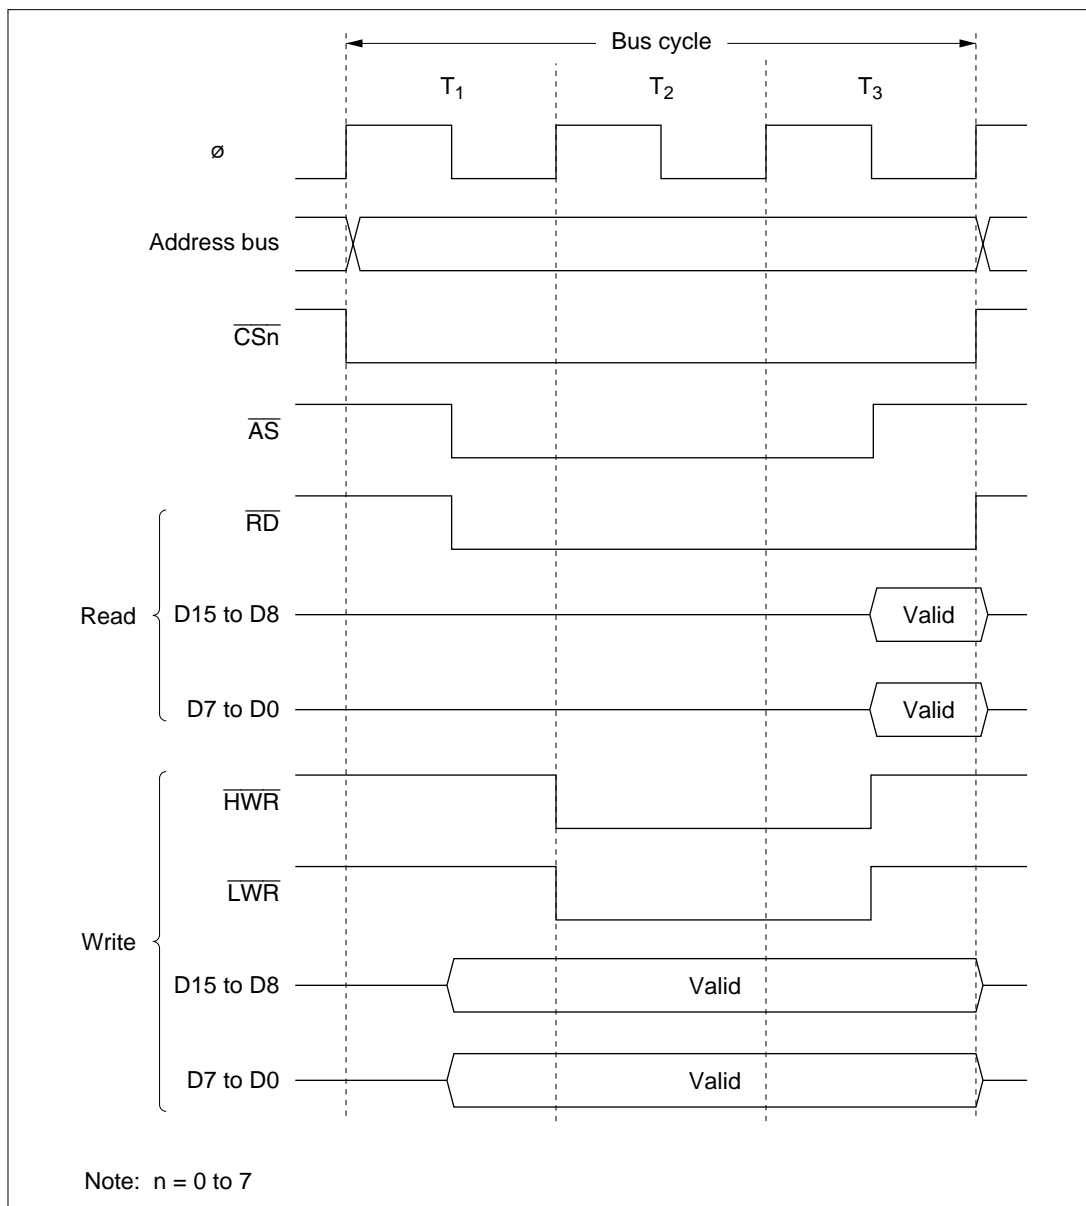 Bus cycle
T1 T2 T3
ø
Address bus
CSn
AS
RD
Read
D15 to D8 Valid
D7 to D0 Valid
HWR
LWR
Write
D15 to D8 Valid
D7 to D0 Valid
Note: n = 0 to 7